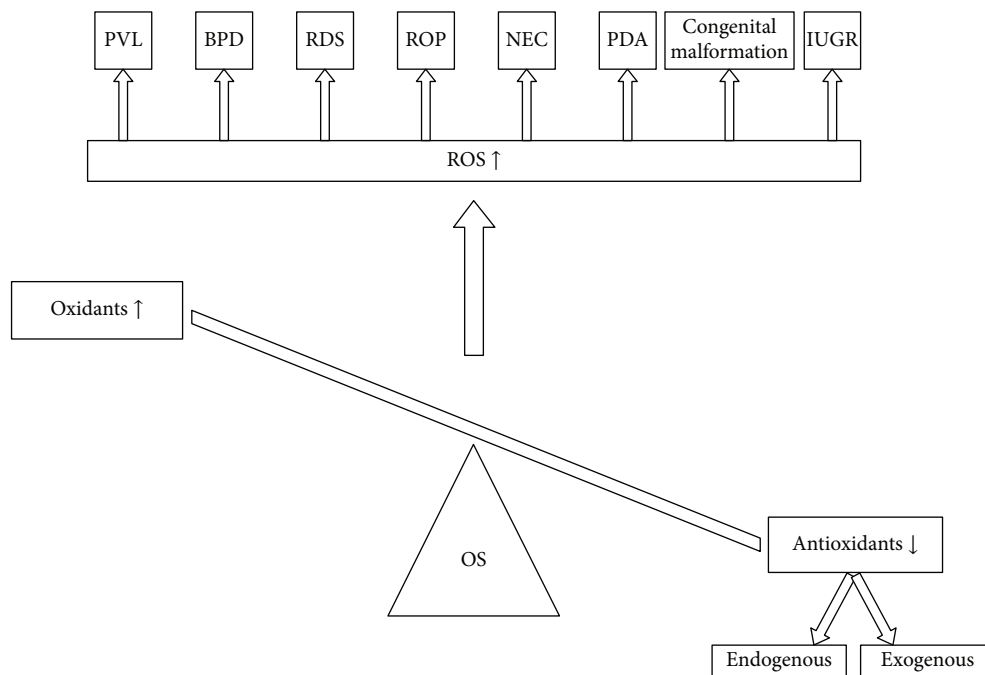 PVL
BPD
RDS
ROP
NEC
PDA
Congenital
malformation
IUGR
ROS ↑
Oxidants ↑
OS
Antioxidants ↓
Endogenous
Exogenous